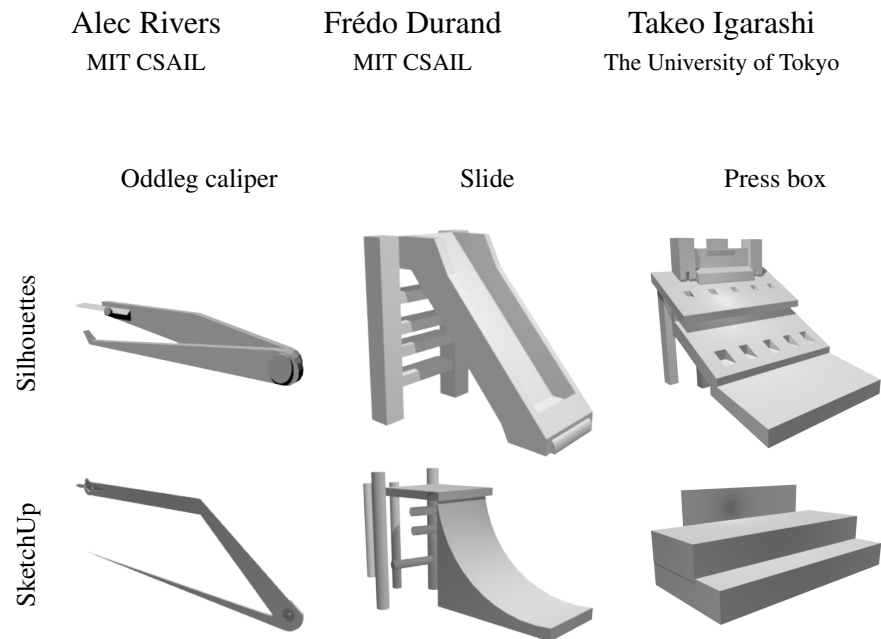 Alec Rivers Frédo Durand Takeo Igarashi
MIT CSAIL MIT CSAIL The University of Tokyo
Oddleg caliper Slide Press box
Silhouettes
SketchUp